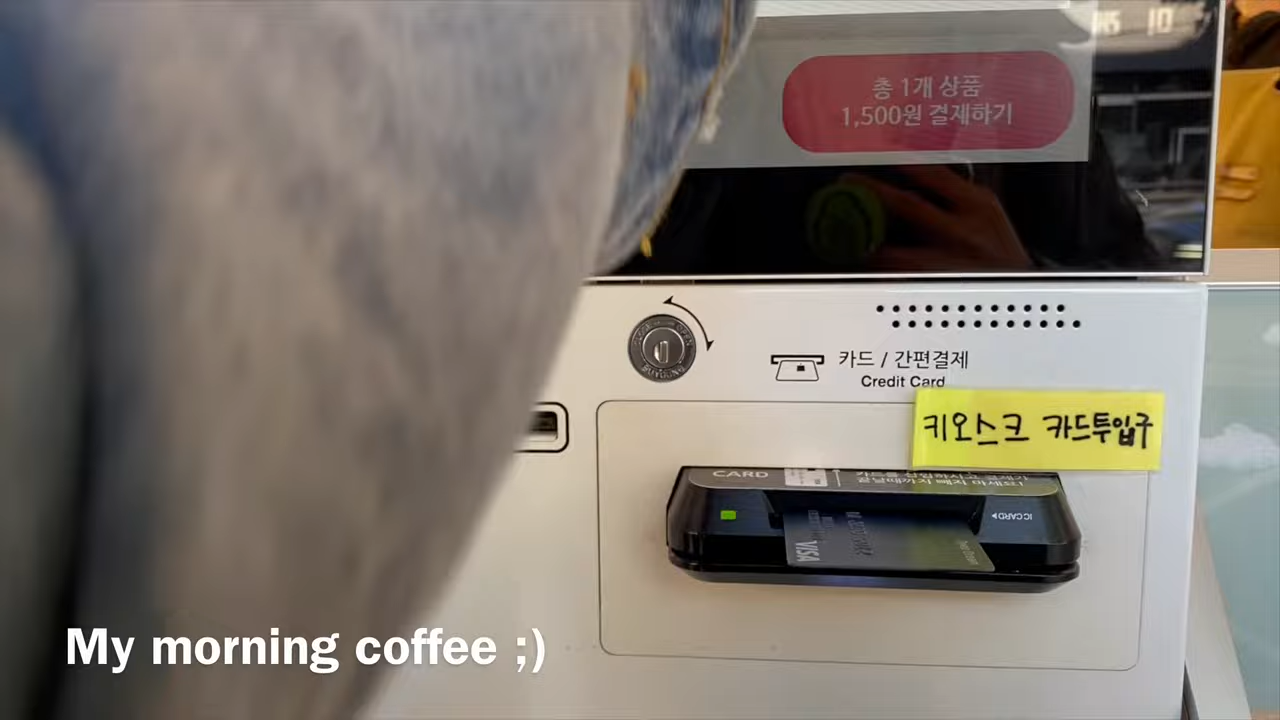 총 1개 상품
1,500원 결제하기
카드 / 간편결제
Credit Card
키오스크 카드투입구
CARD
IC CARD
VISA
My morning coffee ;)